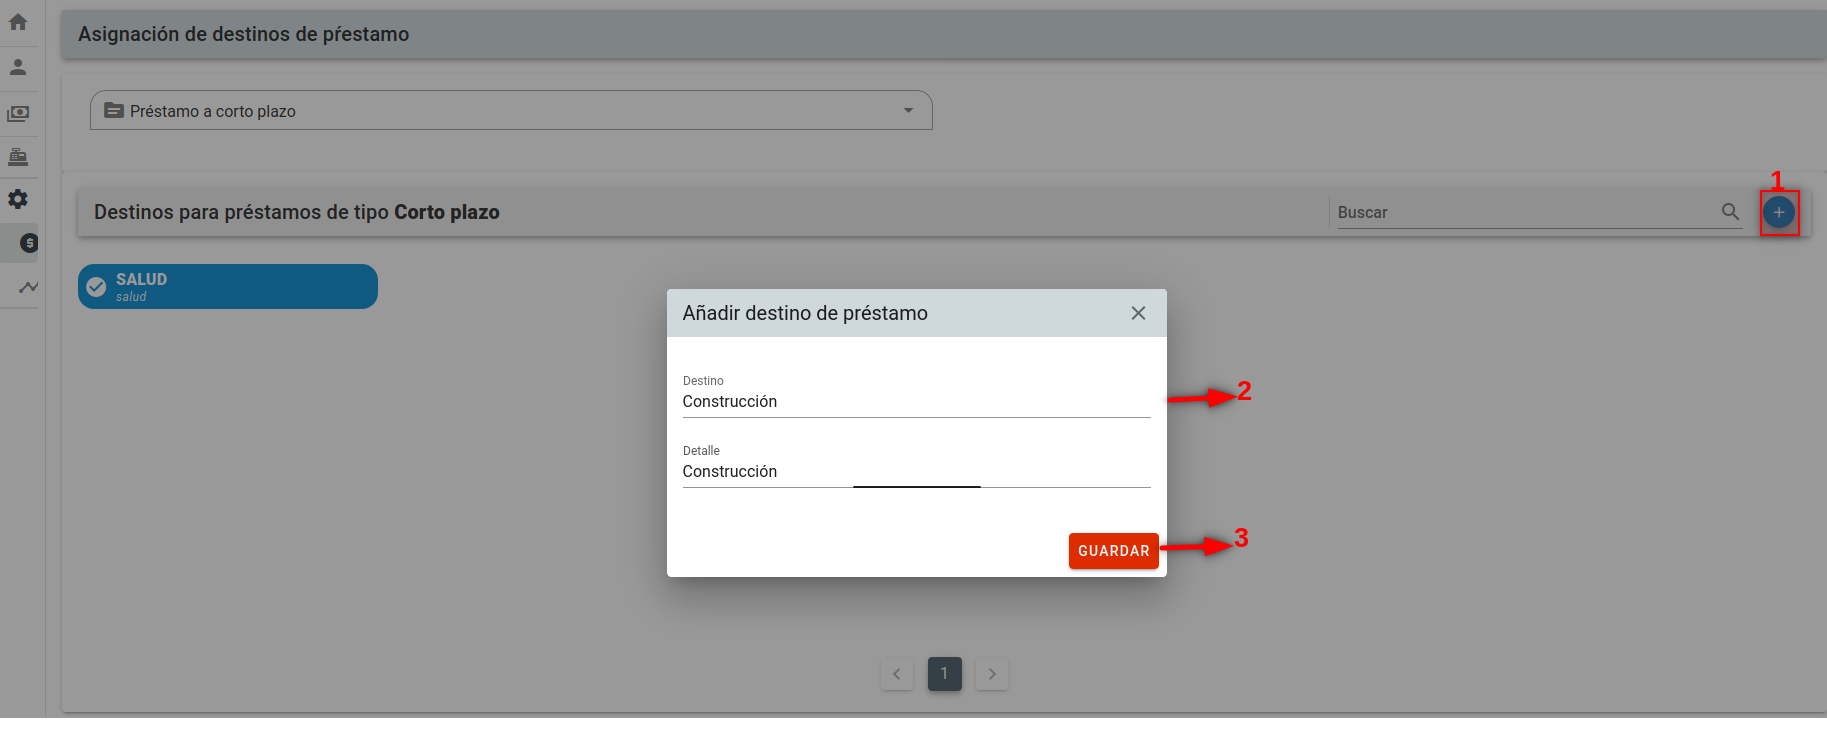 Asignación de destinos de pŕestamo
Préstamo a corto plazo
1
Destinos para préstamos de tipo Corto plazo
Buscar
+
$
SALUD
salud
Añadir destino de préstamo
Destino
Construcción
2
Detalle
Construcción
GUARDAR
3
1